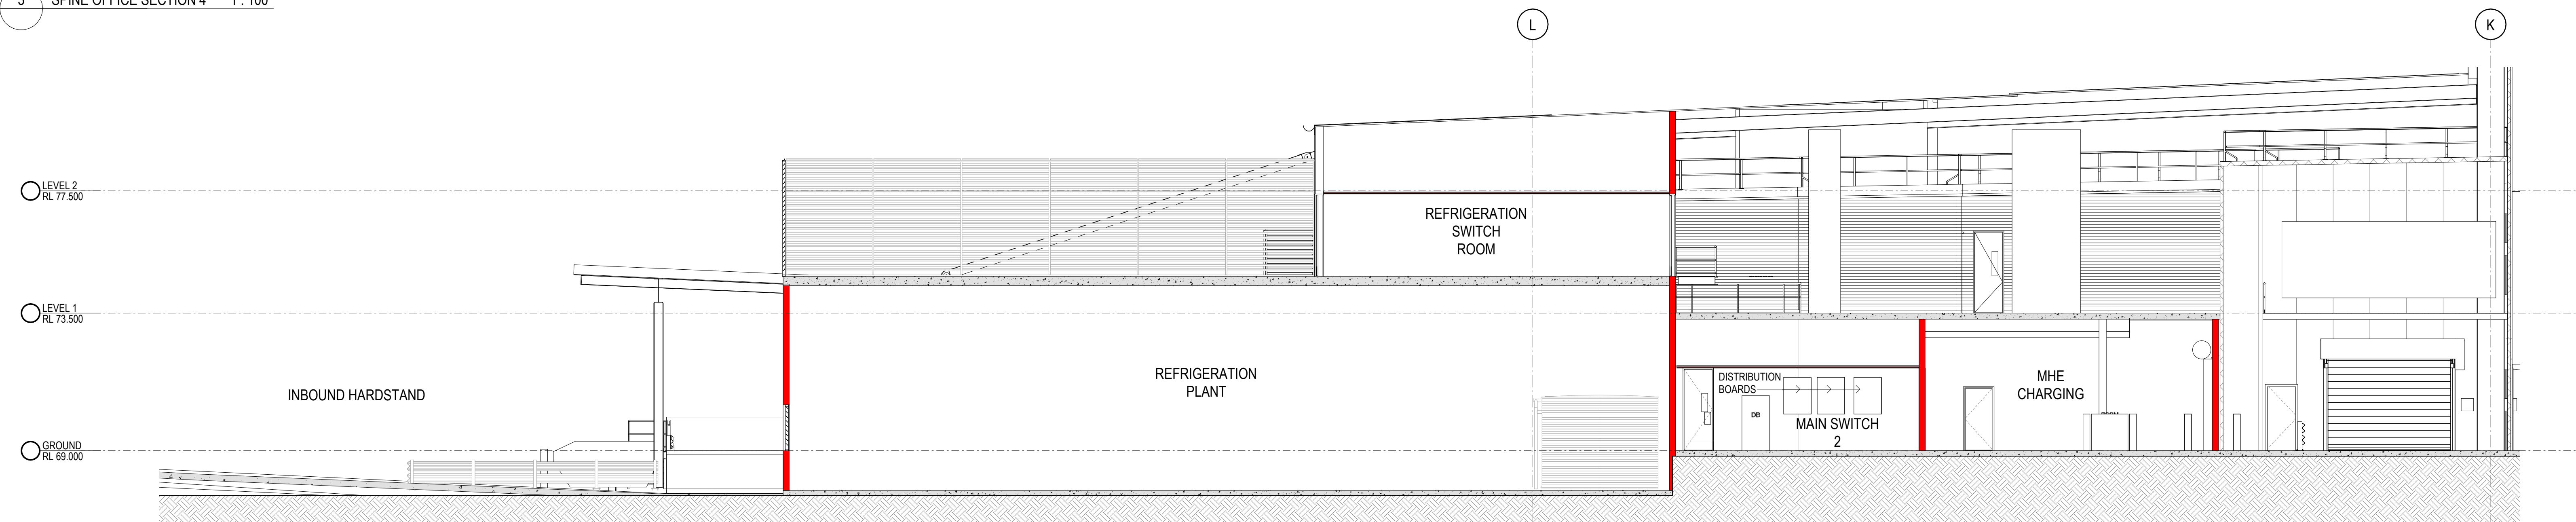 5 SPINE OFFICE SECTION 4 1 : 100
L
K
LEVEL 2
RL 77.500
REFRIGERATION
SWITCH
ROOM
LEVEL 1
RL 73.500
INBOUND HARDSTAND
REFRIGERATION
PLANT
DISTRIBUTION
BOARDS
DB
MAIN SWITCH
2
MHE
CHARGING
GROUND
RL 69.000